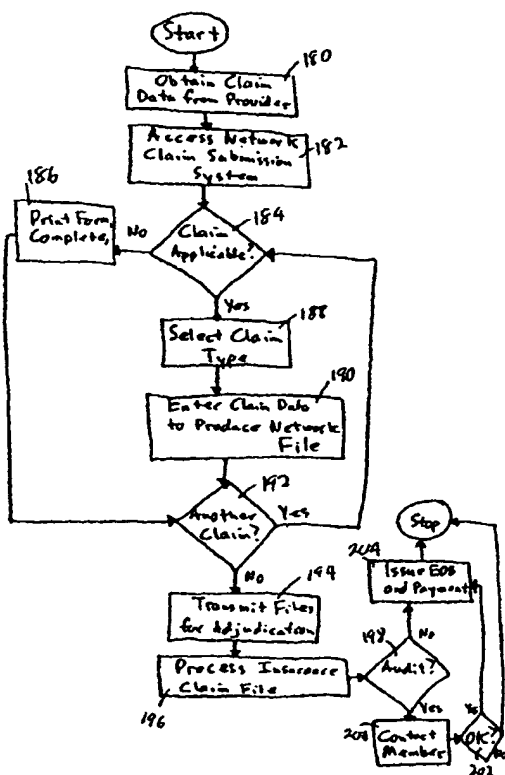 Start
180
Obtain Claim
Data from Provider
Access Network
Claim Submission
System
182
186
Print Form,
Complete,
No
184
Claim
Applicable?
Yes
188
Select Claim
Type
190
Enter Claim Data
to Produce Network
File
192
Another
Claim?
Yes
No
194
Transmit Files
for Adjudication
Process Insurance
Claim File
196
Stop
204
Issue EOB
and Payment
198
No
Audit?
Yes
Contact
Member
Yes
OK?
No
202